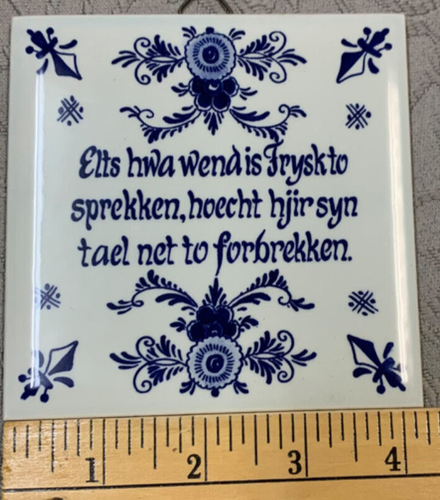 Elts hwa wend is Frysk to
sprekken, hoecht hjir syn
tael net to forbrekken.
1 2 3 4